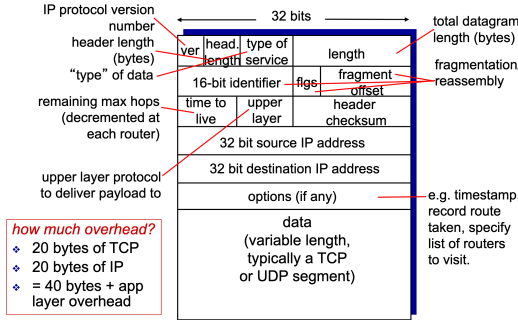 32 bits
IP protocol version
number
header length
(bytes)
"type" of data
ver
head.
length
type of
service
length
total datagram
length (bytes)
16-bit identifier
flgs
fragment
offset
fragmentation/
reassembly
remaining max hops
(decremented at
each router)
time to
live
upper
layer
header
checksum
32 bit source IP address
32 bit destination IP address
upper layer protocol
to deliver payload to
options (if any)
e.g. timestamp,
record route
taken, specify
list of routers
to visit.
data
(variable length,
typically a TCP
or UDP segment)
how much overhead?
❖ 20 bytes of TCP
❖ 20 bytes of IP
❖ = 40 bytes + app
layer overhead